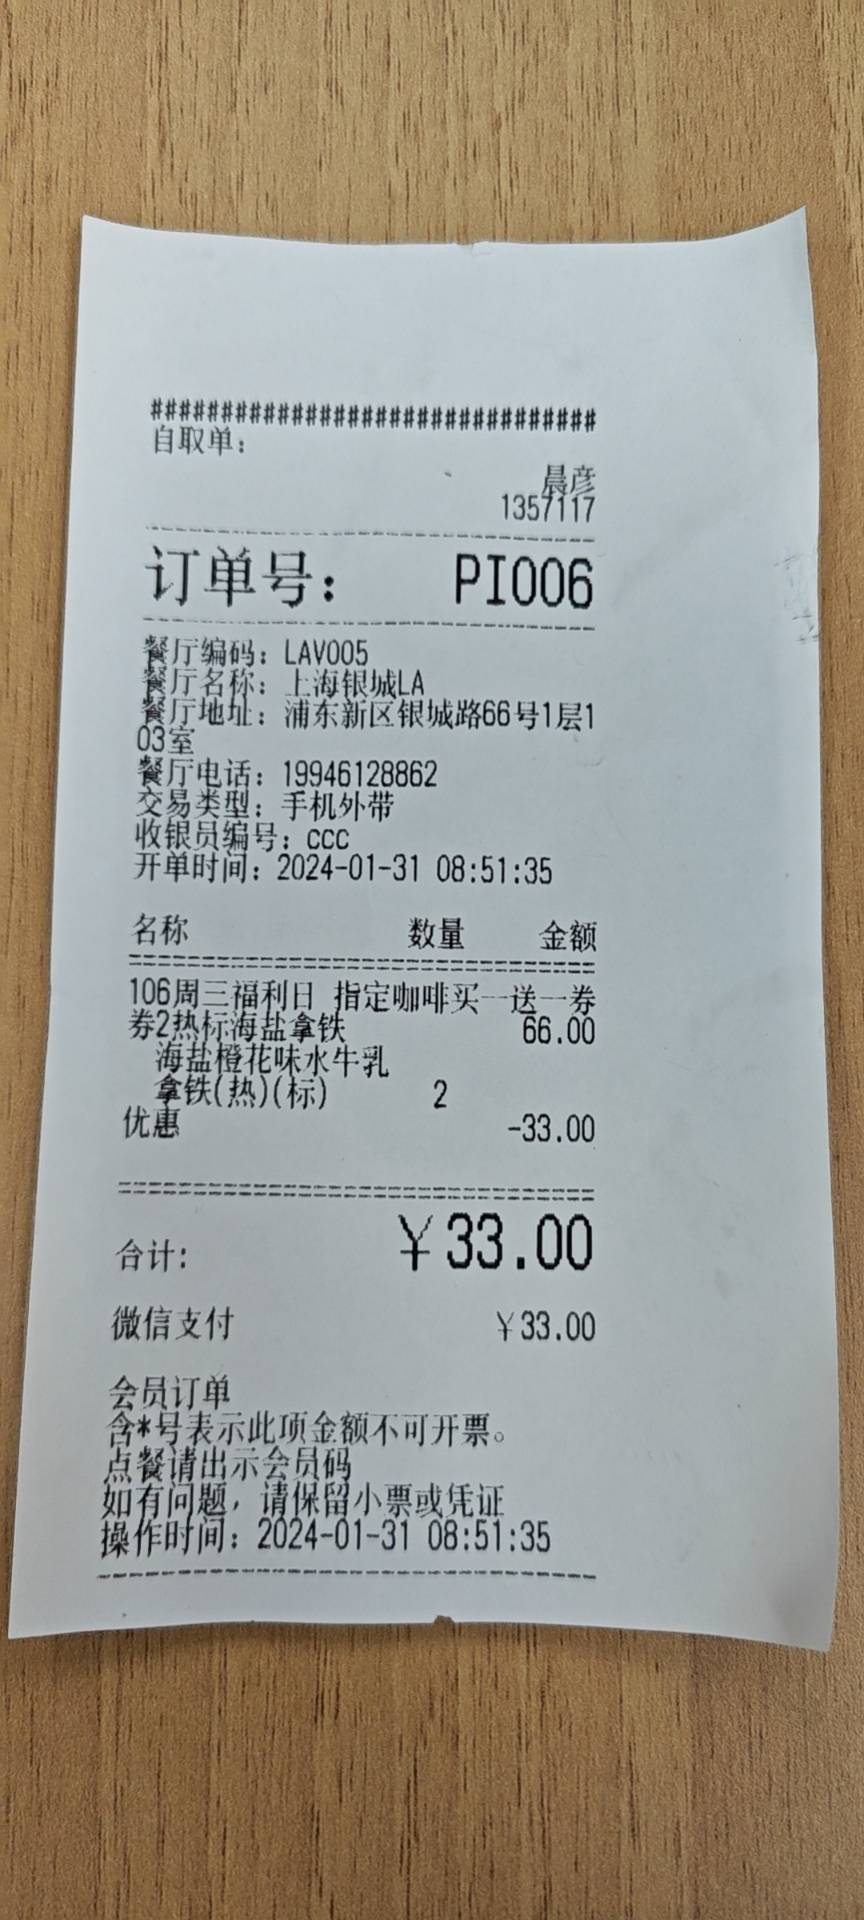 ################################
自取单：
晨彦
1357117
订单号： PI006
餐厅编码：LAV005
餐厅名称：上海银城LA
餐厅地址：浦东新区银城路66号1层1
03室
餐厅电话：19946128862
交易类型：手机外带
收银员编号：ccc
开单时间：2024-01-31 08:51:35
名称 数量 金额
106周三福利日 指定咖啡买一送一券
券2热标海盐拿铁 66.00
海盐橙花味水牛乳
拿铁(热)(标) 2
优惠 -33.00
合计: ￥33.00
微信支付 ￥33.00
会员订单
含*号表示此项金额不可开票。
点餐请出示会员码
如有问题，请保留小票或凭证
操作时间：2024-01-31 08:51:35